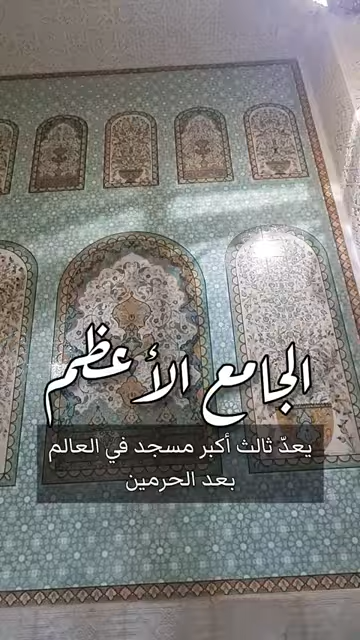 الجامع الأعظم
يعدّ ثالث أكبر مسجد في العالم
بعد الحرمين